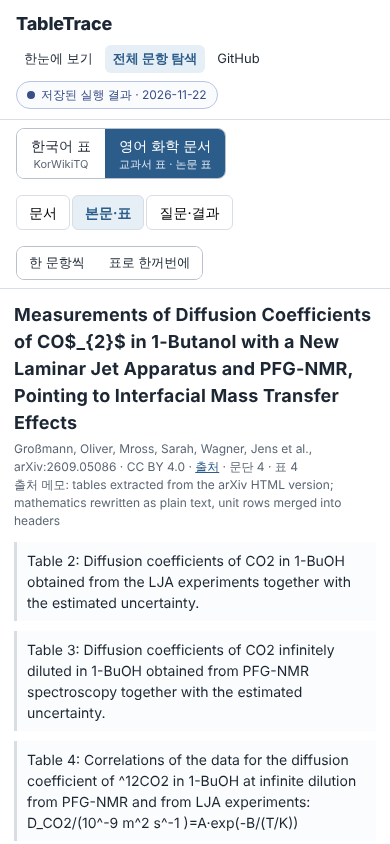 TableTrace
한눈에 보기 전체 문항 탐색 GitHub
저장된 실행 결과 · 2026-11-22
한국어 표 영어 화학 문서
KorWikiTQ 교과서 표 · 논문 표
문서 본문·표 질문·결과
한 문항씩 표로 한꺼번에
Measurements of Diffusion Coefficients
of CO$_{2}$ in 1-Butanol with a New
Laminar Jet Apparatus and PFG-NMR,
Pointing to Interfacial Mass Transfer
Effects
Großmann, Oliver, Mross, Sarah, Wagner, Jens et al.,
arXiv:2609.05086 · CC BY 4.0 · 출처 · 문단 4 · 표 4
출처 메모: tables extracted from the arXiv HTML version;
mathematics rewritten as plain text, unit rows merged into
headers
Table 2: Diffusion coefficients of CO2 in 1-BuOH
obtained from the LJA experiments together with
the estimated uncertainty.
Table 3: Diffusion coefficients of CO2 infinitely
diluted in 1-BuOH obtained from PFG-NMR
spectroscopy together with the estimated
uncertainty.
Table 4: Correlations of the data for the diffusion
coefficient of ^12CO2 in 1-BuOH at infinite dilution
from PFG-NMR and from LJA experiments:
D_CO2/(10^-9 m^2 s^-1 )=A·exp(-B/(T/K))